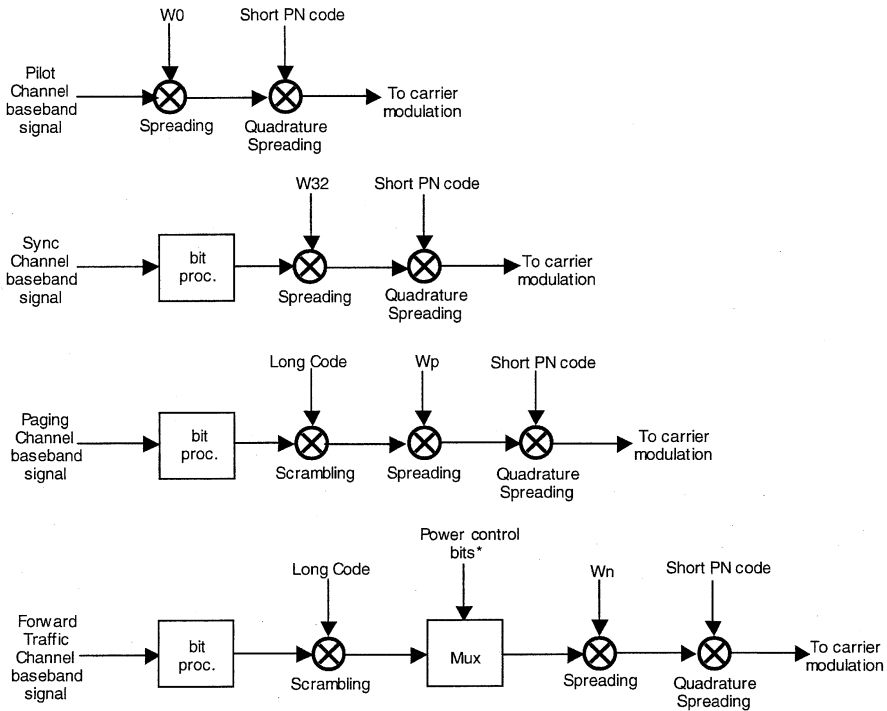 W0
Short PN code
Pilot
Channel
baseband
signal
To carrier
modulation
Spreading
Quadrature
Spreading
W32
Short PN code
Sync
Channel
baseband
signal
bit
proc.
To carrier
modulation
Spreading
Quadrature
Spreading
Long Code
Wp
Short PN code
Paging
Channel
baseband
signal
bit
proc.
To carrier
modulation
Scrambling
Spreading
Quadrature
Spreading
Power control
bits*
Long Code
Wn
Short PN code
Forward
Traffic
Channel
baseband
signal
bit
proc.
Mux
To carrier
modulation
Scrambling
Spreading
Quadrature
Spreading